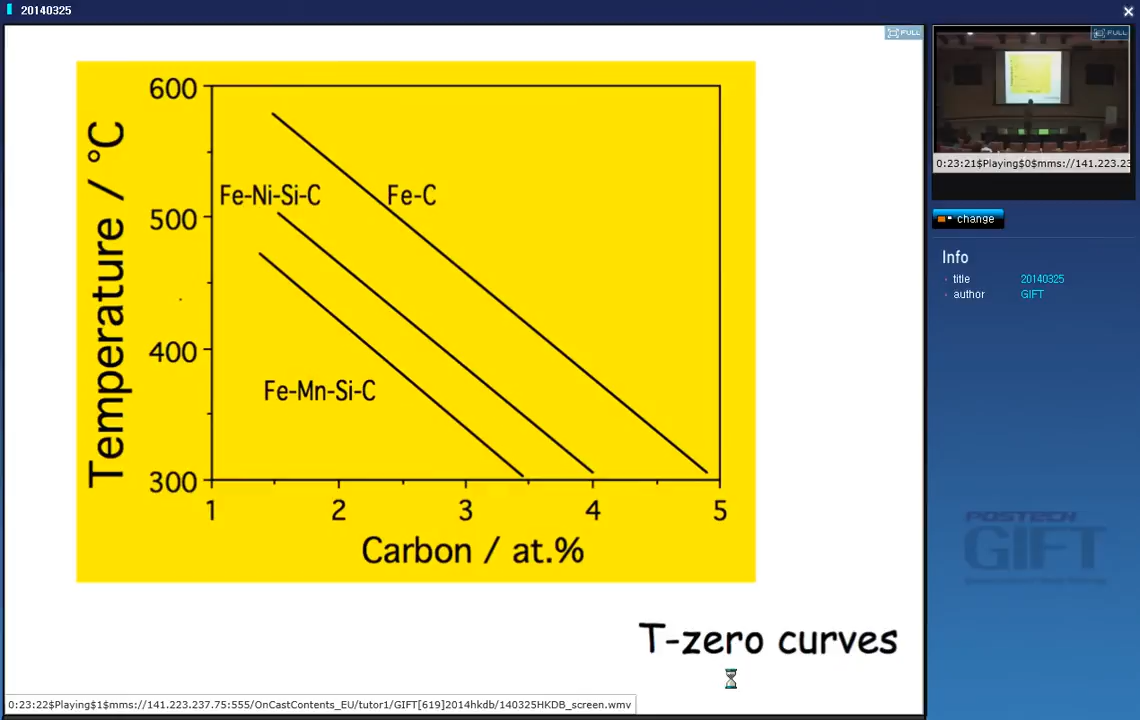 20140325
FULL
FULL
600
500
400
300
Temperature / °C
Fe-Ni-Si-C
Fe-C
Fe-Mn-Si-C
1 2 3 4 5
Carbon / at.%
T-zero curves
0:23:22$Playing$1$mms://141.223.237.75:555/OnCastContents_EU/tutor1/GIFT[619]2014hkdb/140325HKDB_screen.wmv
0:23:21$Playing$0$mms://141.223.23
change
Info
title 20140325
author GIFT
POSTECH
GIFT